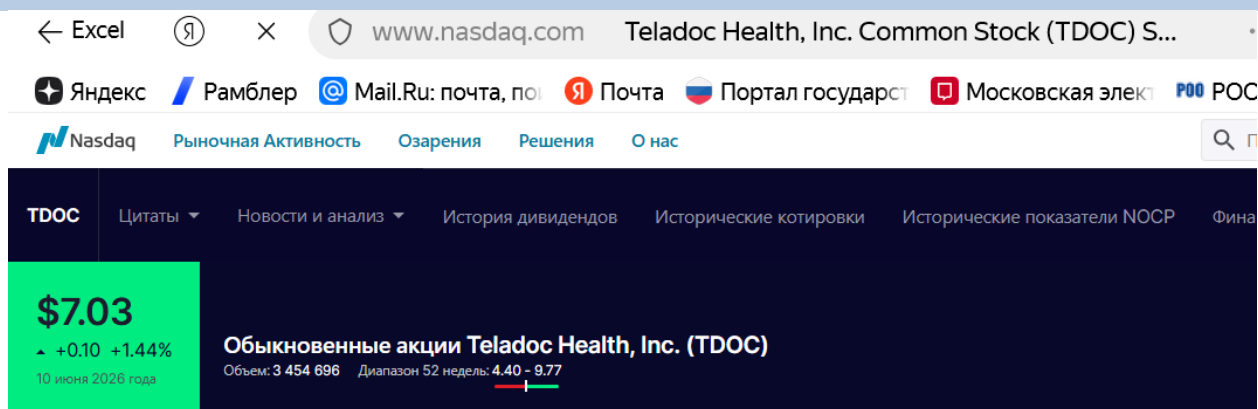 ← Excel Я × www.nasdaq.com Teladoc Health, Inc. Common Stock (TDOC) S...
Яндекс Рамблер Mail.Ru: почта, по Я Почта Портал государст Московская элект РОО РОС
Nasdaq Рыночная Активность Озарения Решения О нас П
TDOC Цитаты Новости и анализ История дивидендов Исторические котировки Исторические показатели NOCP Фина
$7.03
+0.10 +1.44%
10 июня 2026 года
Обыкновенные акции Teladoc Health, Inc. (TDOC)
Объем: 3 454 696 Диапазон 52 недель: 4.40 - 9.77